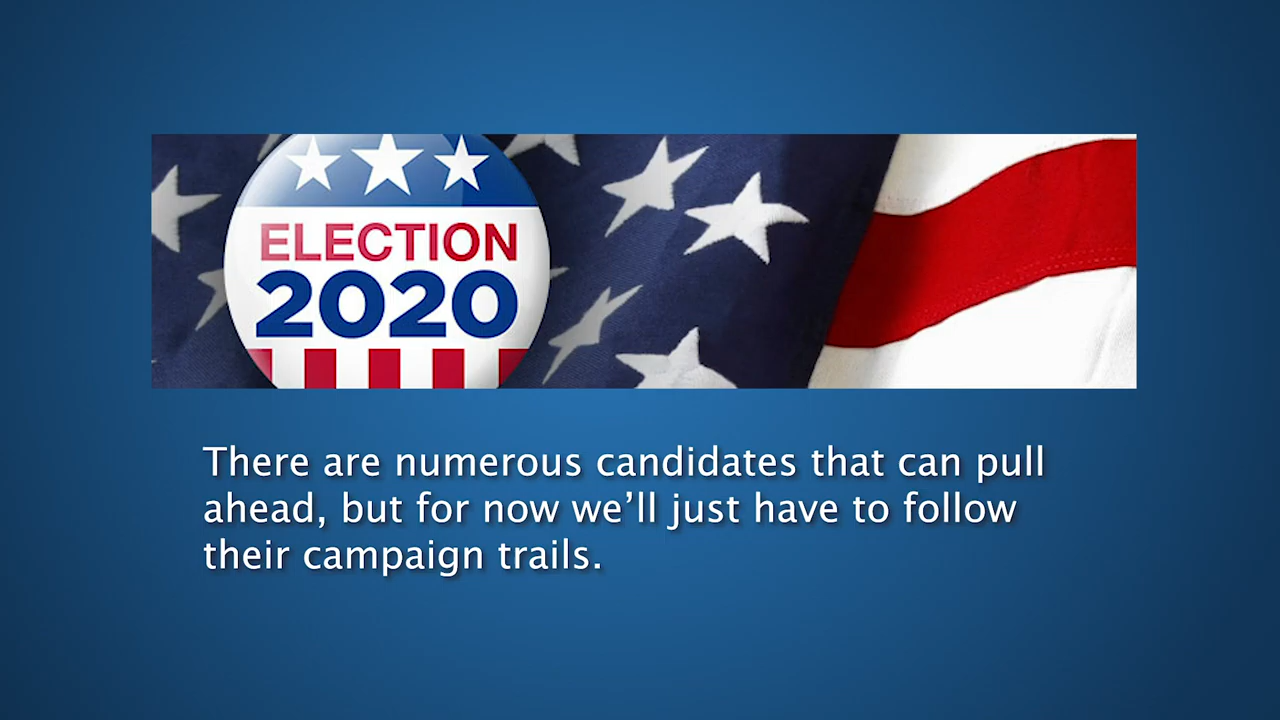 ELECTION
2020
There are numerous candidates that can pull
ahead, but for now we’ll just have to follow
their campaign trails.